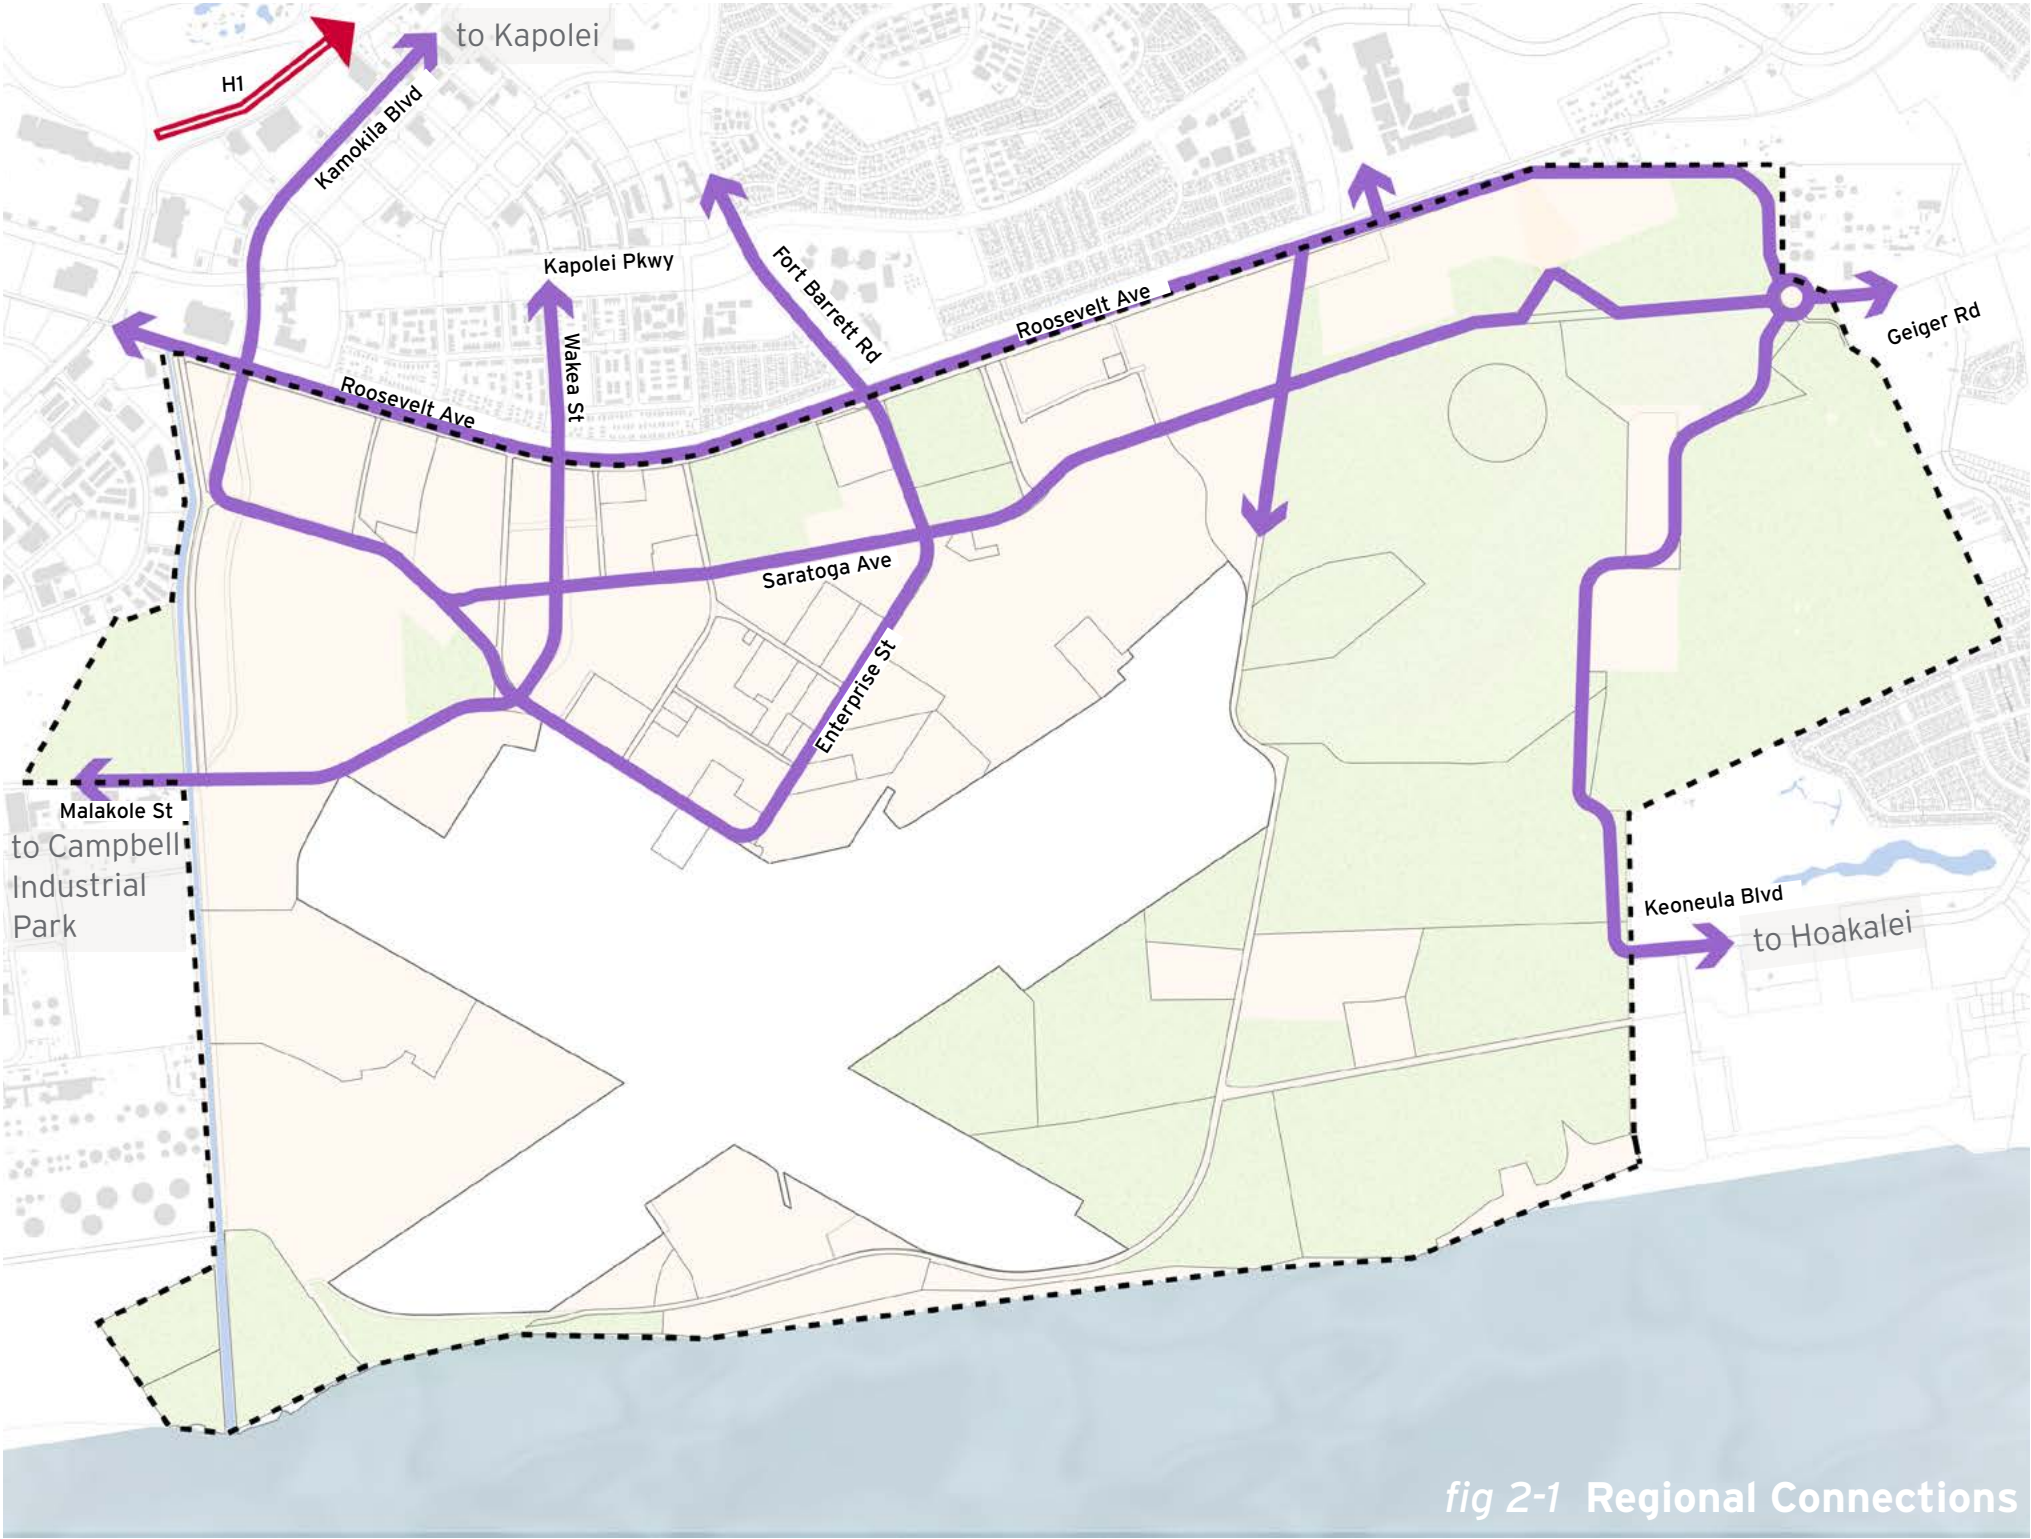 to Kapolei
H1
Kamokila Blvd
Kapolei Pkwy
Fort Barrett Rd
Roosevelt Ave
Geiger Rd
Wakea St
Roosevelt Ave
Saratoga Ave
Enterprise St
Malakole St
to Campbell
Industrial
Park
Keoneula Blvd
to Hoakalei
fig 2-1 Regional Connections